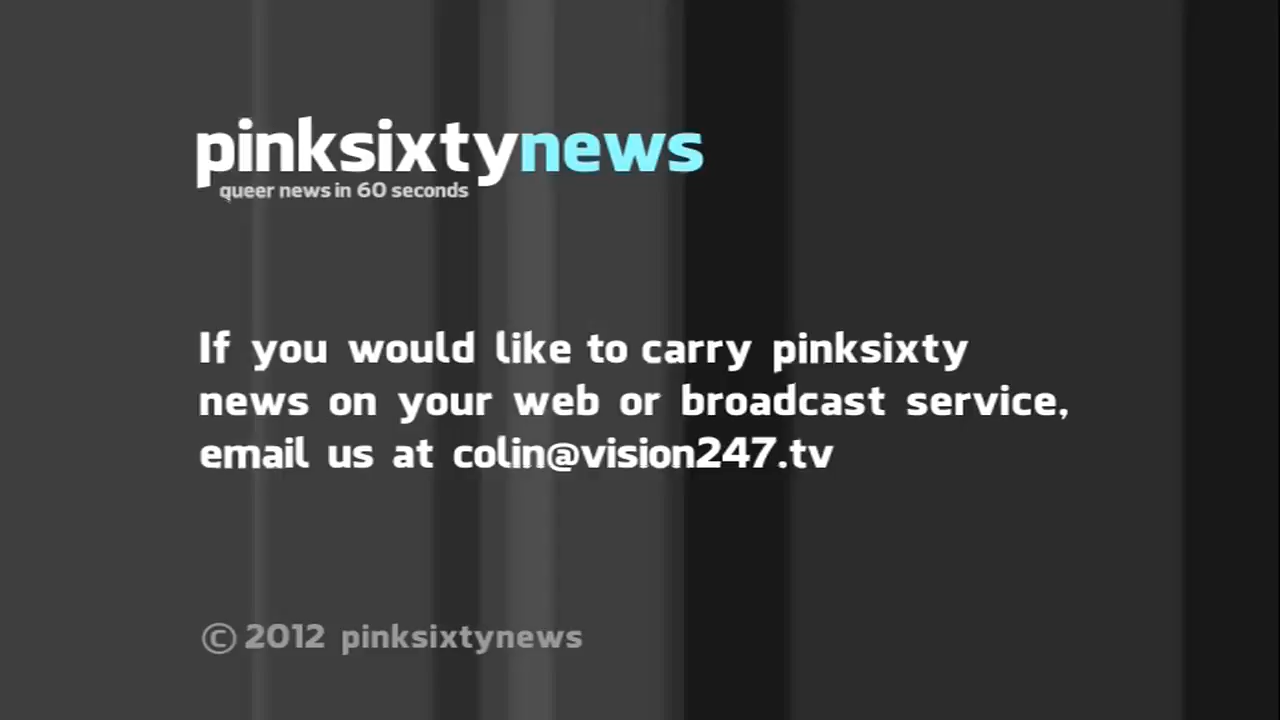 pinksixtynews
queer news in 60 seconds
If you would like to carry pinksixty
news on your web or broadcast service,
email us at colin@vision247.tv
© 2012 pinksixtynews